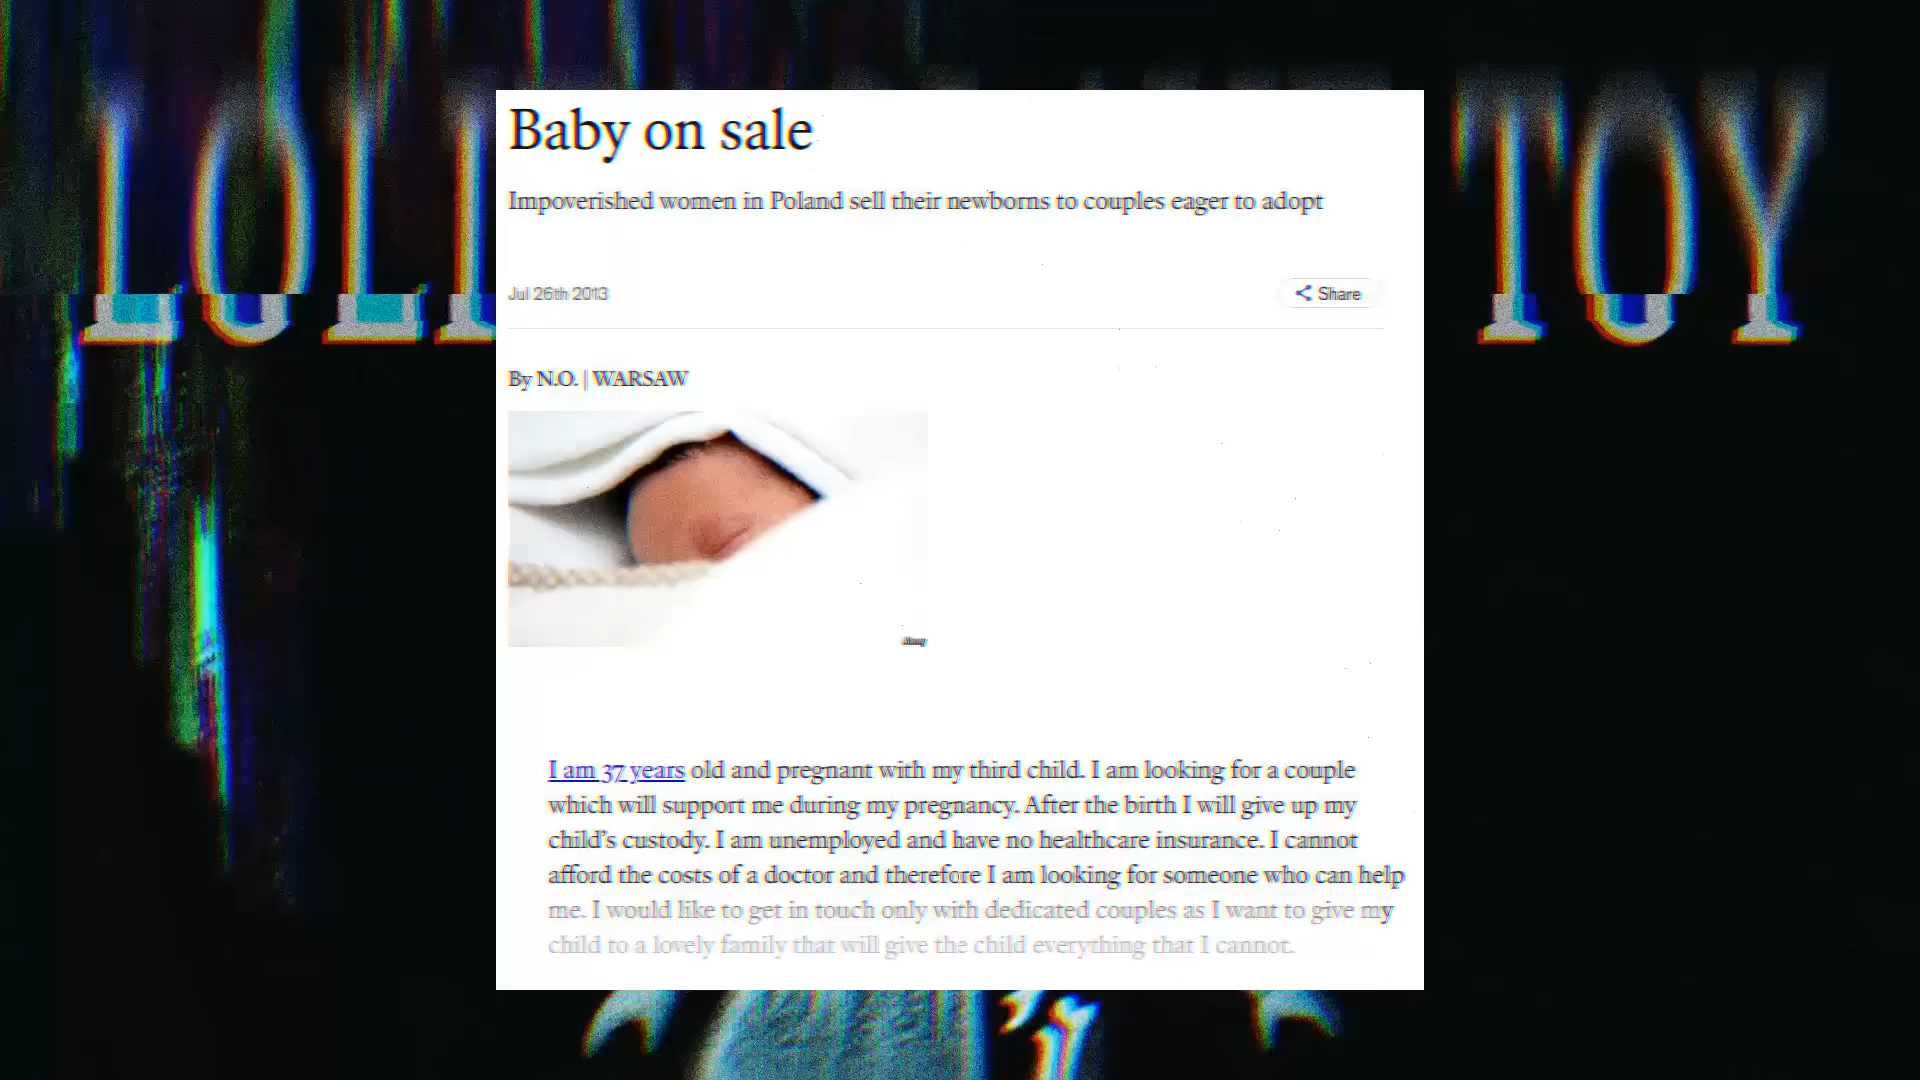 LOLI TOY
Baby on sale
Impoverished women in Poland sell their newborns to couples eager to adopt
Jul 26th 2013
Share
By N.O. | WARSAW
Alamy
I am 37 years old and pregnant with my third child. I am looking for a couple
which will support me during my pregnancy. After the birth I will give up my
child's custody. I am unemployed and have no healthcare insurance. I cannot
afford the costs of a doctor and therefore I am looking for someone who can help
me. I would like to get in touch only with dedicated couples as I want to give my
child to a lovely family that will give the child everything that I cannot.